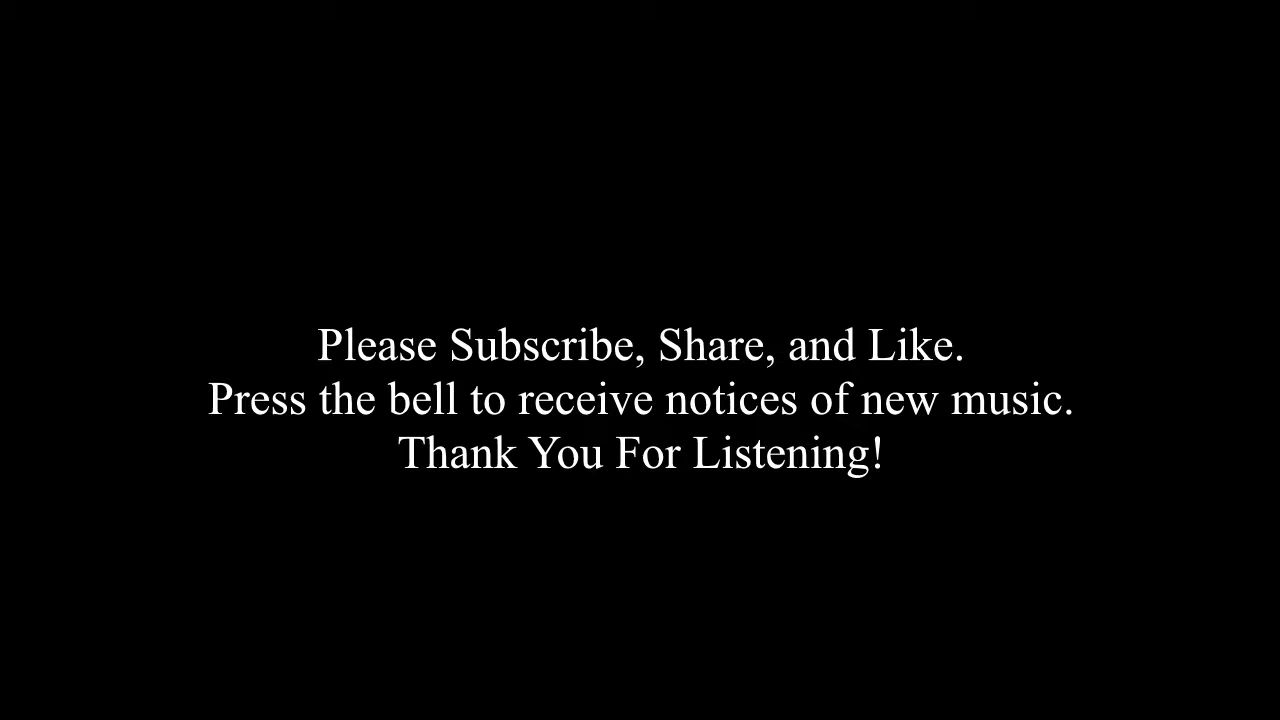 Please Subscribe, Share, and Like.
Press the bell to receive notices of new music.
Thank You For Listening!